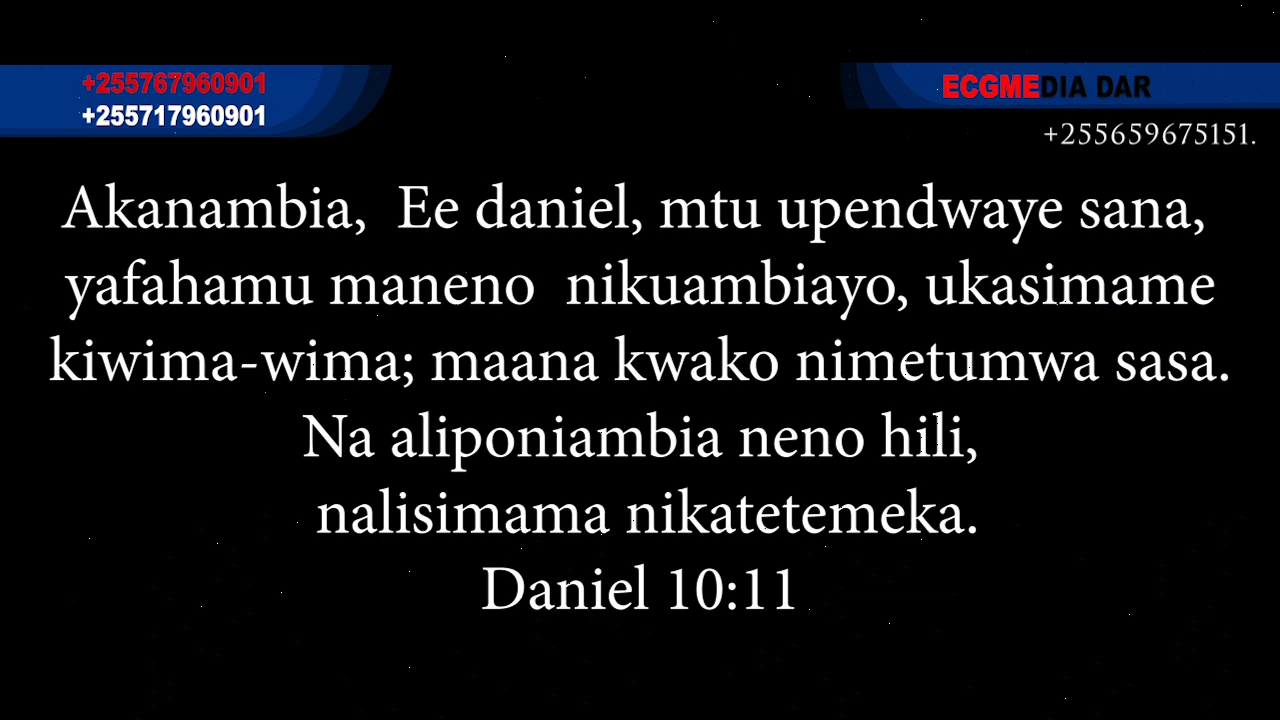 +255767960901
+255717960901
ECGMEDIA DAR
+255659675151.
Akanambia,  Ee daniel, mtu upendwaye sana,
yafahamu maneno  nikuambiayo, ukasimame
kiwima-wima; maana kwako nimetumwa sasa.
Na aliponiambia neno hili,
nalisimama nikatetemeka.
Daniel 10:11